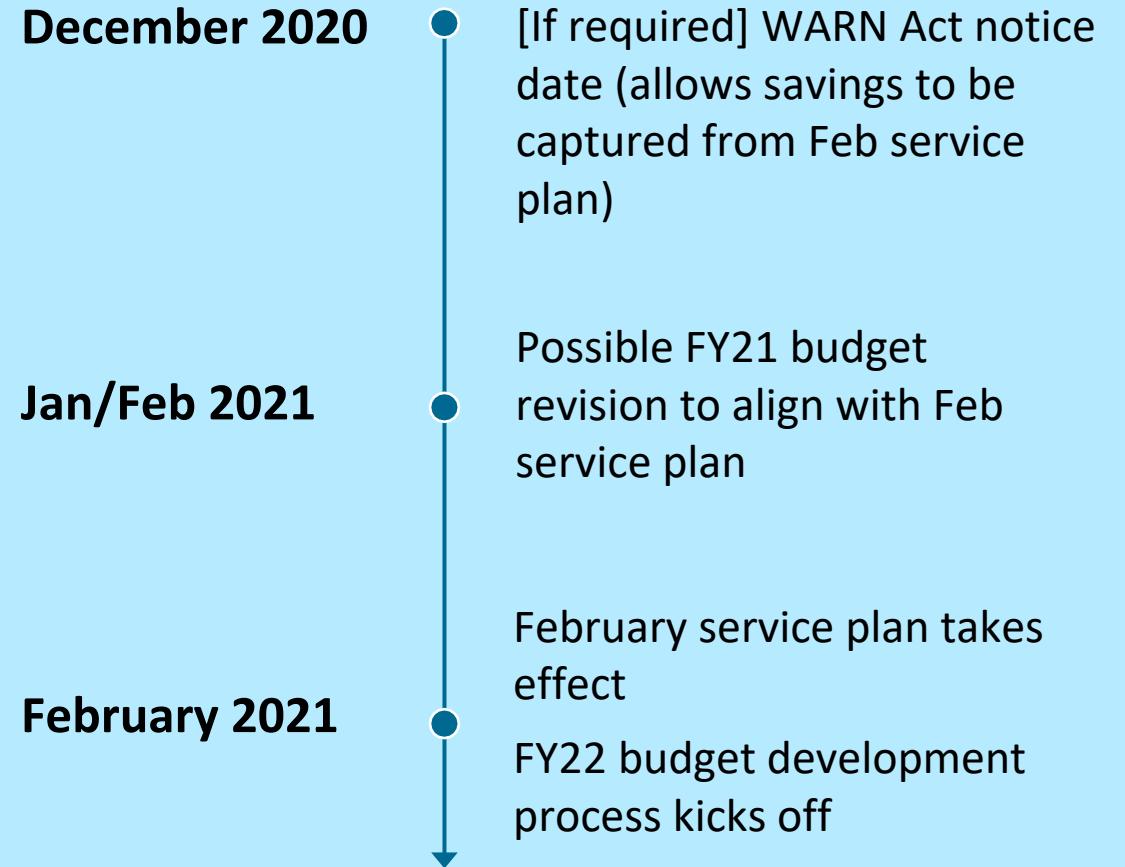 December 2020
[If required] WARN Act notice
date (allows savings to be
captured from Feb service
plan)
Jan/Feb 2021
Possible FY21 budget
revision to align with Feb
service plan
February 2021
February service plan takes
effect
FY22 budget development
process kicks off